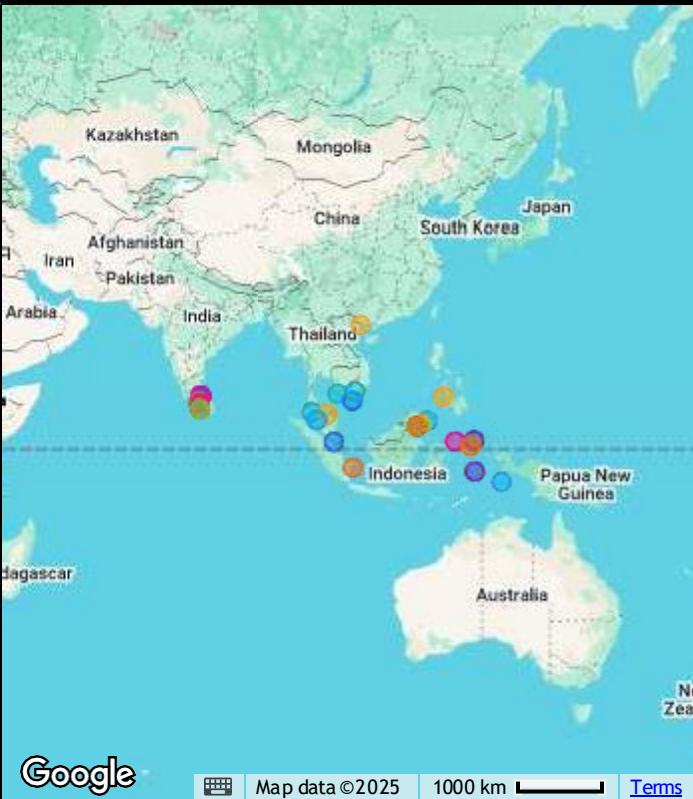 Kazakhstan
Mongolia
Japan
China
South Korea
Afghanistan
Iran
Pakistan
Arabia
India
Thailand
Indonesia
Papua New
Guinea
dagascar
Australia
Zea
Google
Map data ©2025
1000 km
Terms